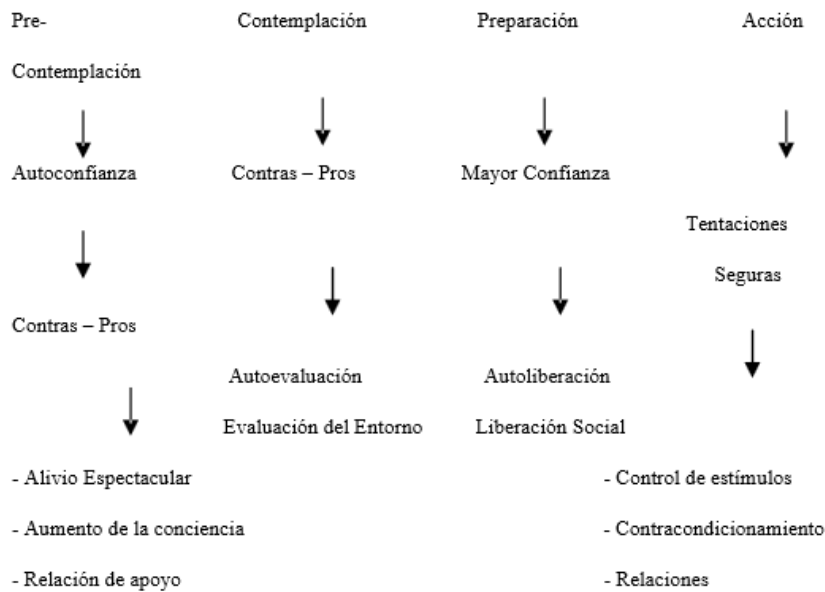 Pre- Contemplación Preparación Acción
Contemplación
Autoconfianza Contras – Pros Mayor Confianza
Tentaciones
Seguras
Contras – Pros
Autoevaluación Autoliberación
Evaluación del Entorno Liberación Social
- Alivio Espectacular - Control de estímulos
- Aumento de la conciencia - Contracondicionamiento
- Relación de apoyo - Relaciones